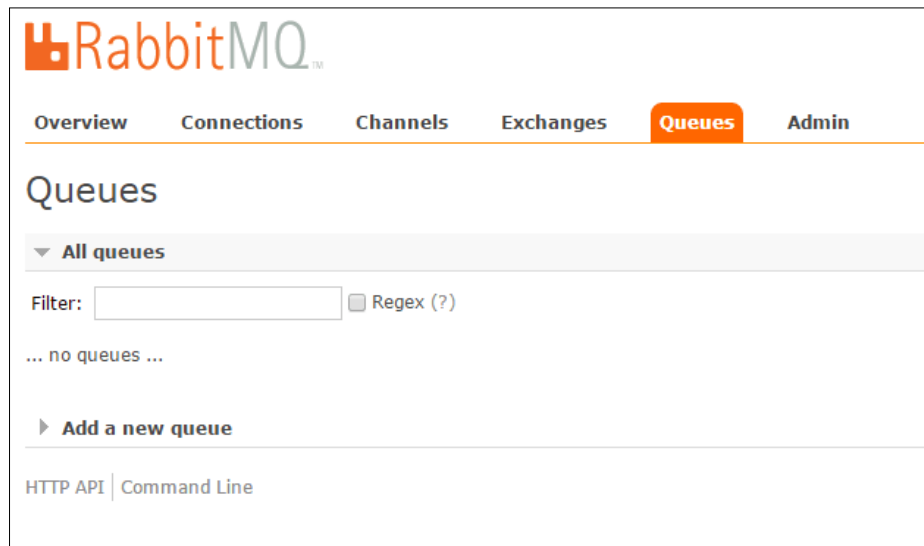 RabbitMQ™
Overview Connections Channels Exchanges Queues Admin
Queues
All queues
Filter: Regex (?)
... no queues ...
Add a new queue
HTTP API Command Line